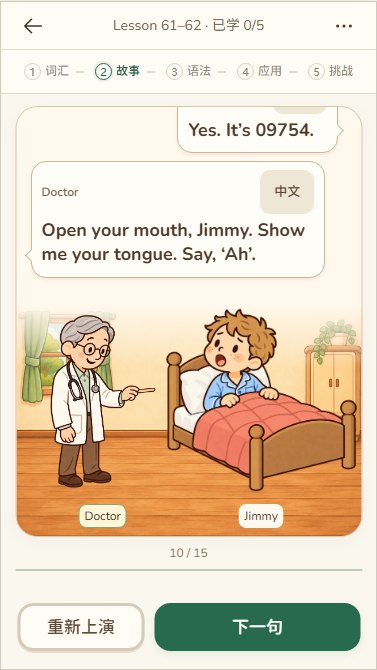 Lesson 61–62 · 已学 0/5
1 词汇 – 2 故事 – 3 语法 – 4 应用 – 5 挑战
Yes. It’s 09754.
Doctor
中文
Open your mouth, Jimmy. Show
me your tongue. Say, ‘Ah’.
Doctor
Jimmy
10 / 15
重新上演
下一句